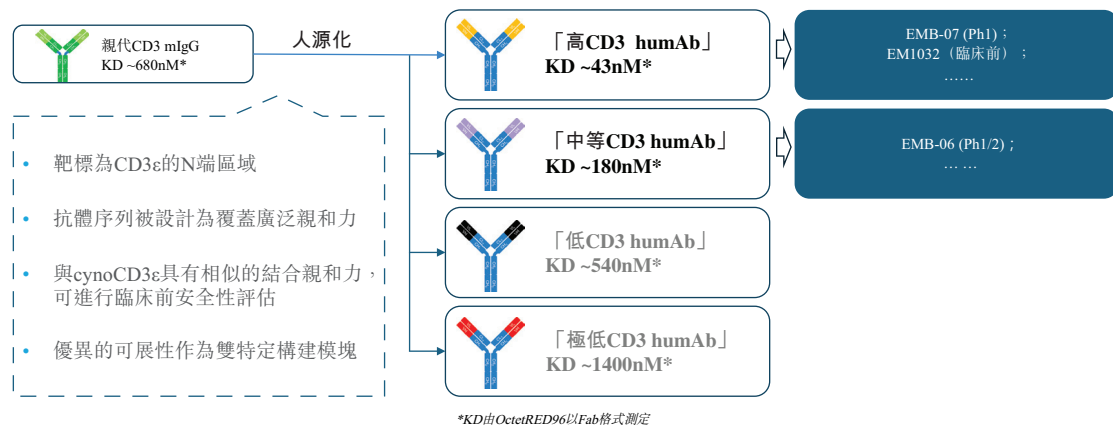 親代CD3 mIgG
KD ~680nM*
人源化
「高CD3 humAb」
KD ~43nM*
EMB-07 (Ph1)；
EM1032（臨床前）；
……
「中等CD3 humAb」
KD ~180nM*
EMB-06 (Ph1/2)；
… …
「低CD3 humAb」
KD ~540nM*
「極低CD3 humAb」
KD ~1400nM*
• 靶標為CD3ε的N端區域
• 抗體序列被設計為覆蓋廣泛親和力
• 與cynoCD3ε具有相似的結合親和力，
可進行臨床前安全性評估
• 優異的可展性作為雙特定構建模塊
*KD由OctetRED96以Fab格式測定